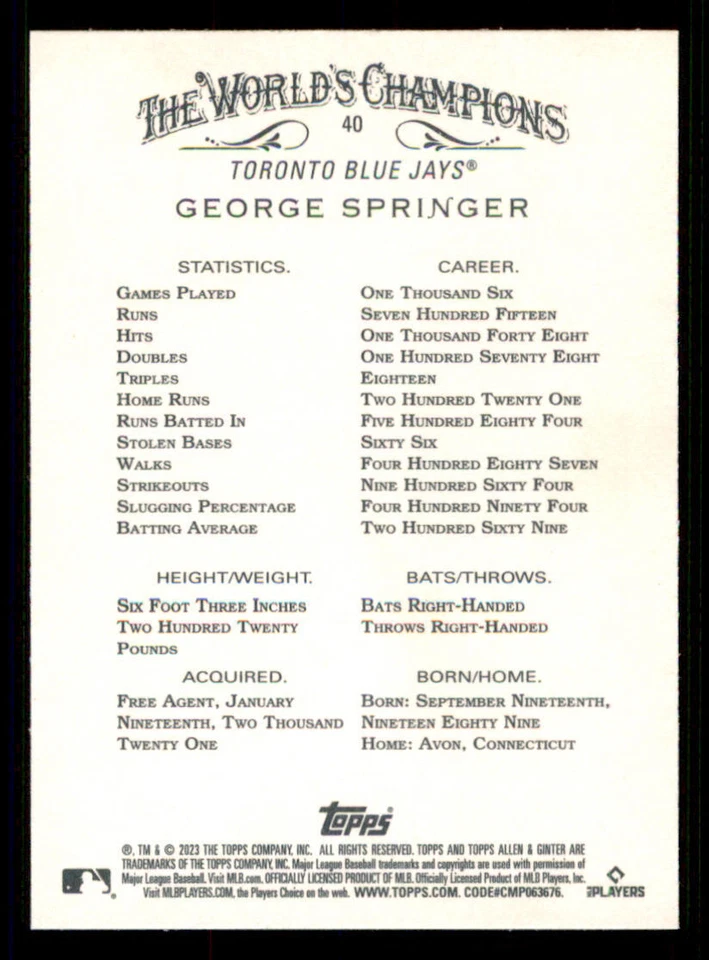 THE WORLD'S CHAMPIONS
40
TORONTO BLUE JAYS®
GEORGE SPRINGER
STATISTICS. CAREER.
GAMES PLAYED ONE THOUSAND SIX
RUNS SEVEN HUNDRED FIFTEEN
HITS ONE THOUSAND FORTY EIGHT
DOUBLES ONE HUNDRED SEVENTY EIGHT
TRIPLES EIGHTEEN
HOME RUNS TWO HUNDRED TWENTY ONE
RUNS BATTED IN FIVE HUNDRED EIGHTY FOUR
STOLEN BASES SIXTY SIX
WALKS FOUR HUNDRED EIGHTY SEVEN
STRIKEOUTS NINE HUNDRED SIXTY FOUR
SLUGGING PERCENTAGE FOUR HUNDRED NINETY FOUR
BATTING AVERAGE TWO HUNDRED SIXTY NINE
HEIGHT/WEIGHT. BATS/THROWS.
SIX FOOT THREE INCHES BATS RIGHT-HANDED
TWO HUNDRED TWENTY THROWS RIGHT-HANDED
POUNDS
ACQUIRED. BORN/HOME.
FREE AGENT, JANUARY BORN: SEPTEMBER NINETEENTH,
NINETEENTH, TWO THOUSAND NINETEEN EIGHTY NINE
TWENTY ONE HOME: AVON, CONNECTICUT
TOPPS®
®, TM & © 2023 THE TOPPS COMPANY, INC. ALL RIGHTS RESERVED. TOPPS AND TOPPS ALLEN & GINTER ARE
TRADEMARKS OF THE TOPPS COMPANY, INC. Major League Baseball trademarks and copyrights are used with permission of
Major League Baseball. Visit MLB.com. OFFICIALLY LICENSED PRODUCT OF MLB. Officially Licensed Product of MLB Players, Inc.
Visit MLBPLAYERS.COM, the Players Choice on the web. WWW.TOPPS.COM. CODE#CMP063676.
MLBPLAYERS